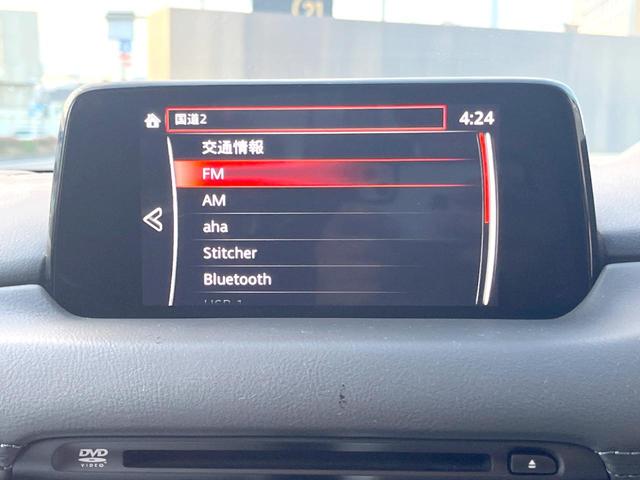 国道2
4:24
交通情報
FM
AM
aha
Stitcher
Bluetooth
DVD
VIDEO